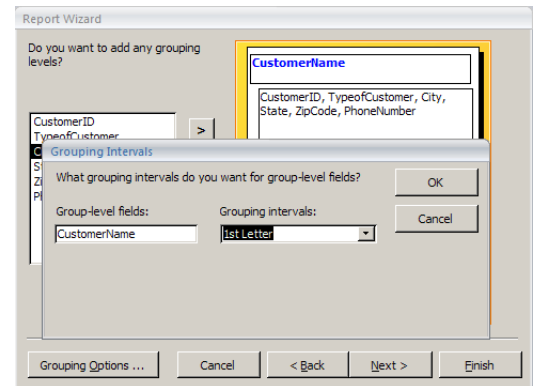 Report Wizard
Do you want to add any grouping
levels?
CustomerName
CustomerID, TypeofCustomer, City,
State, ZipCode, PhoneNumber
CustomerID
TypeofCustomer
>
Grouping Intervals
What grouping intervals do you want for group-level fields?
OK
Group-level fields:
Grouping intervals:
Cancel
CustomerName
1st Letter
Grouping Options ...
Cancel
< Back
Next >
Finish